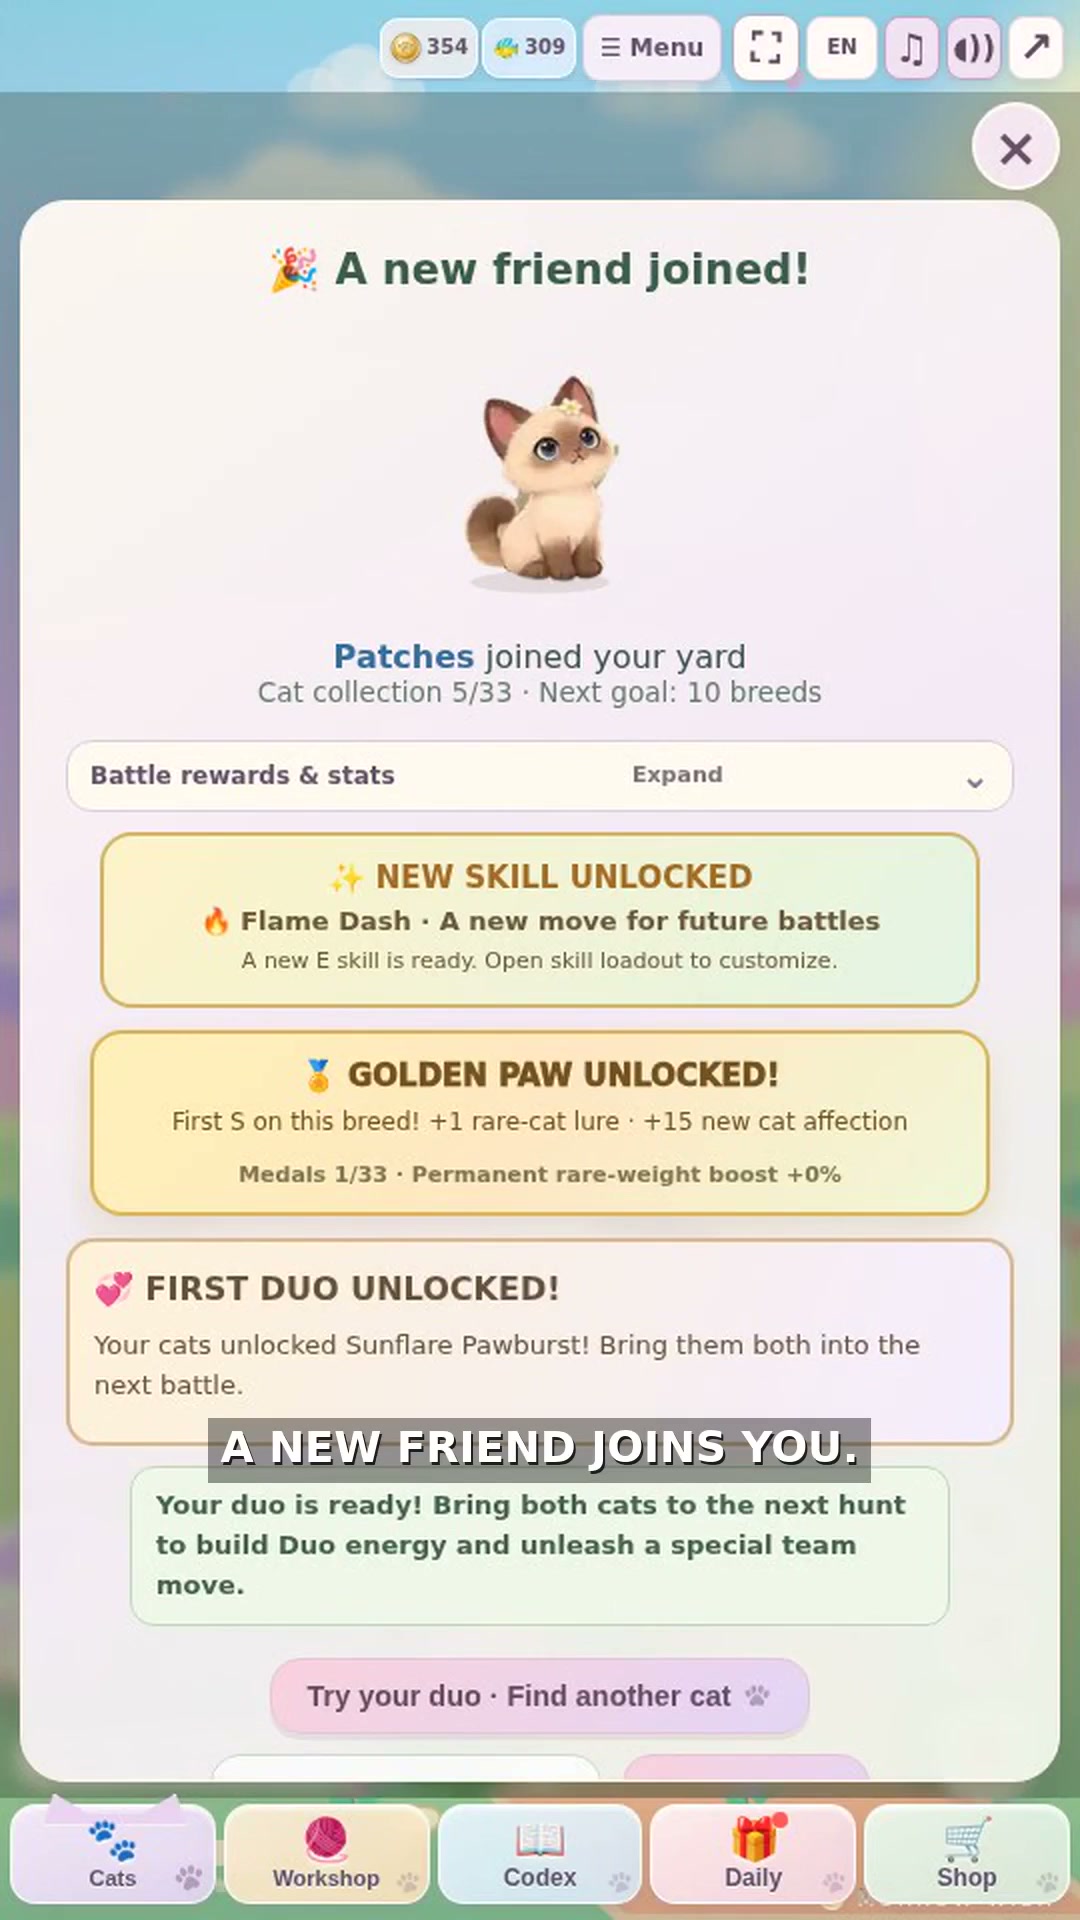 354
309
☰ Menu
EN
🎉 A new friend joined!
Patches joined your yard
Cat collection 5/33 · Next goal: 10 breeds
Battle rewards & stats
Expand
✨ NEW SKILL UNLOCKED
🔥 Flame Dash · A new move for future battles
A new E skill is ready. Open skill loadout to customize.
🏅 GOLDEN PAW UNLOCKED!
First S on this breed! +1 rare-cat lure · +15 new cat affection
Medals 1/33 · Permanent rare-weight boost +0%
💞 FIRST DUO UNLOCKED!
Your cats unlocked Sunflare Pawburst! Bring them both into the
next battle.
A NEW FRIEND JOINS YOU.
Your duo is ready! Bring both cats to the next hunt
to build Duo energy and unleash a special team
move.
Try your duo · Find another cat 🐾
Cats
Workshop
Codex
Daily
Shop